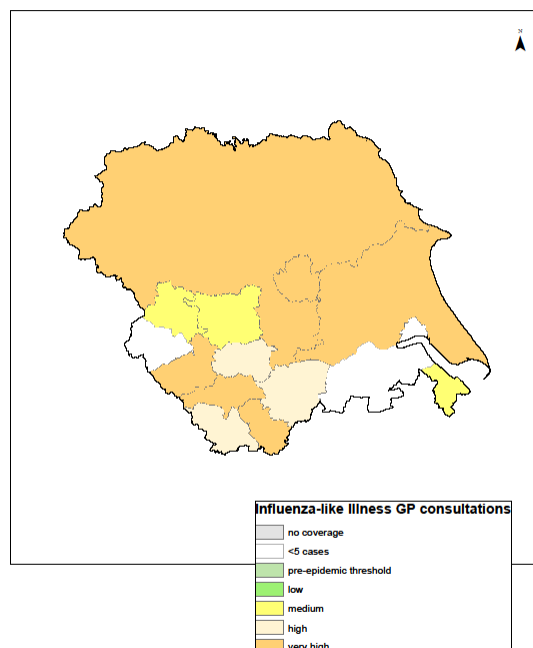 N
Influenza-like Illness GP consultations
no coverage
<5 cases
pre-epidemic threshold
low
medium
high
very high